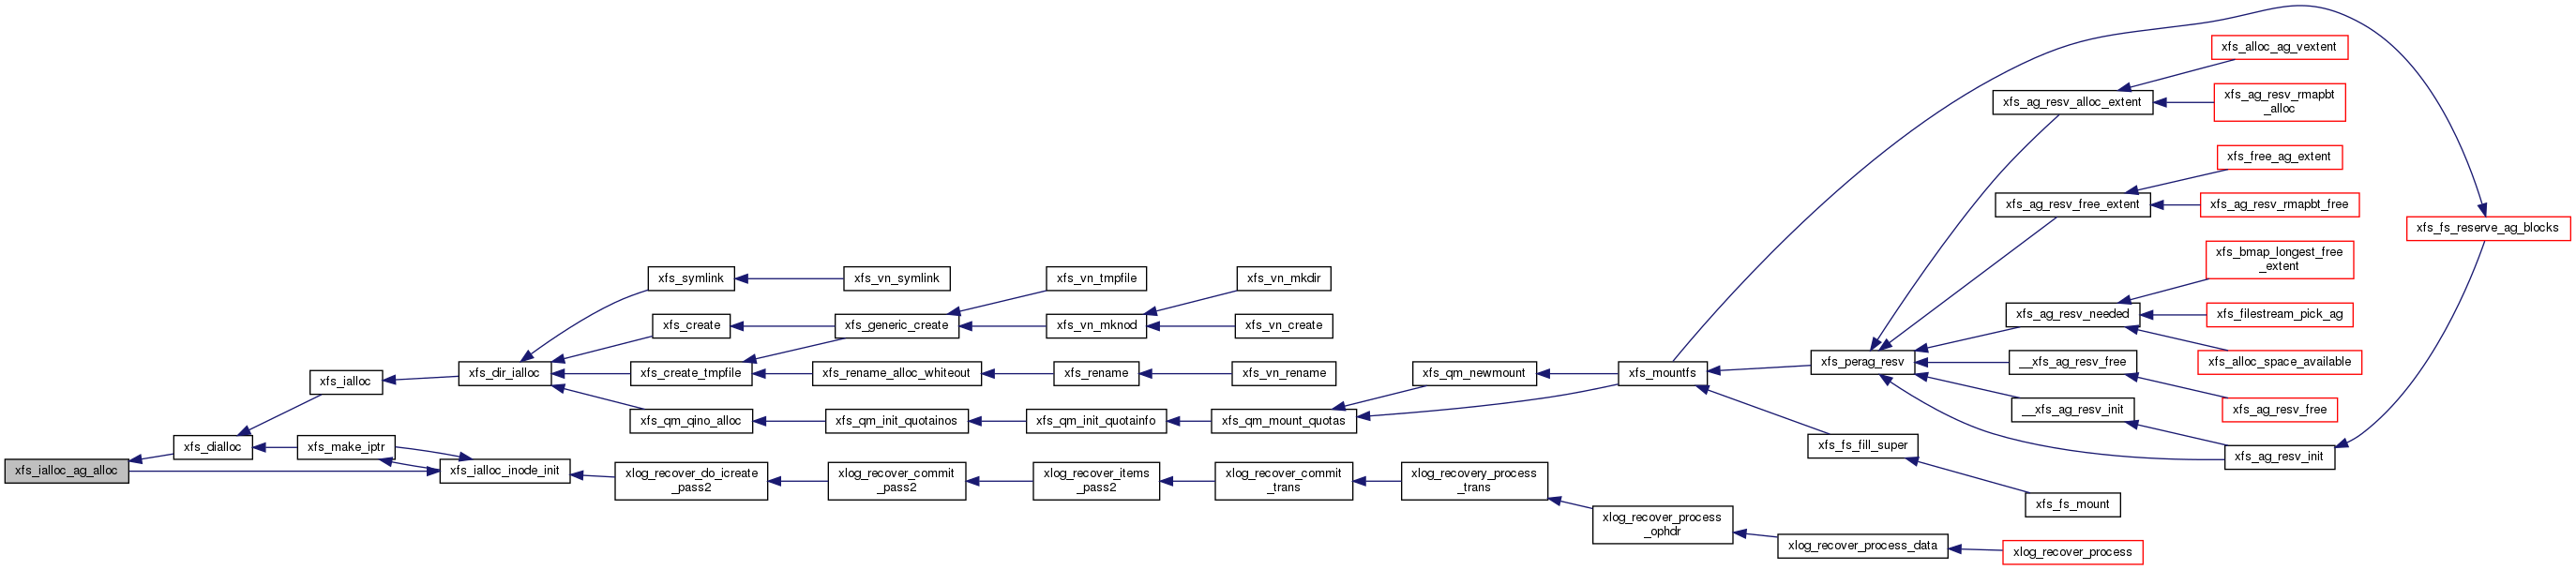 xfs_alloc_ag_vextent
xfs_ag_resv_alloc_extent
xfs_ag_resv_rmapbt
_alloc
xfs_free_ag_extent
xfs_ag_resv_free_extent
xfs_ag_resv_rmapbt_free
xfs_fs_reserve_ag_blocks
xfs_bmap_longest_free
_extent
xfs_symlink
xfs_vn_symlink
xfs_vn_tmpfile
xfs_vn_mkdir
xfs_ag_resv_needed
xfs_filestream_pick_ag
xfs_create
xfs_generic_create
xfs_vn_mknod
xfs_vn_create
xfs_alloc_space_available
xfs_ialloc
xfs_dir_ialloc
xfs_create_tmpfile
xfs_rename_alloc_whiteout
xfs_rename
xfs_vn_rename
xfs_qm_newmount
xfs_mountfs
xfs_perag_resv
__xfs_ag_resv_free
xfs_qm_qino_alloc
xfs_qm_init_quotainos
xfs_qm_init_quotainfo
xfs_qm_mount_quotas
__xfs_ag_resv_init
xfs_ag_resv_free
xfs_dialloc
xfs_make_iptr
xfs_fs_fill_super
xfs_ag_resv_init
xfs_ialloc_ag_alloc
xfs_ialloc_inode_init
xlog_recover_do_icreate
_pass2
xlog_recover_commit
_pass2
xlog_recover_items
_pass2
xlog_recover_commit
_trans
xlog_recovery_process
_trans
xfs_fs_mount
xlog_recover_process
_ophdr
xlog_recover_process_data
xlog_recover_process